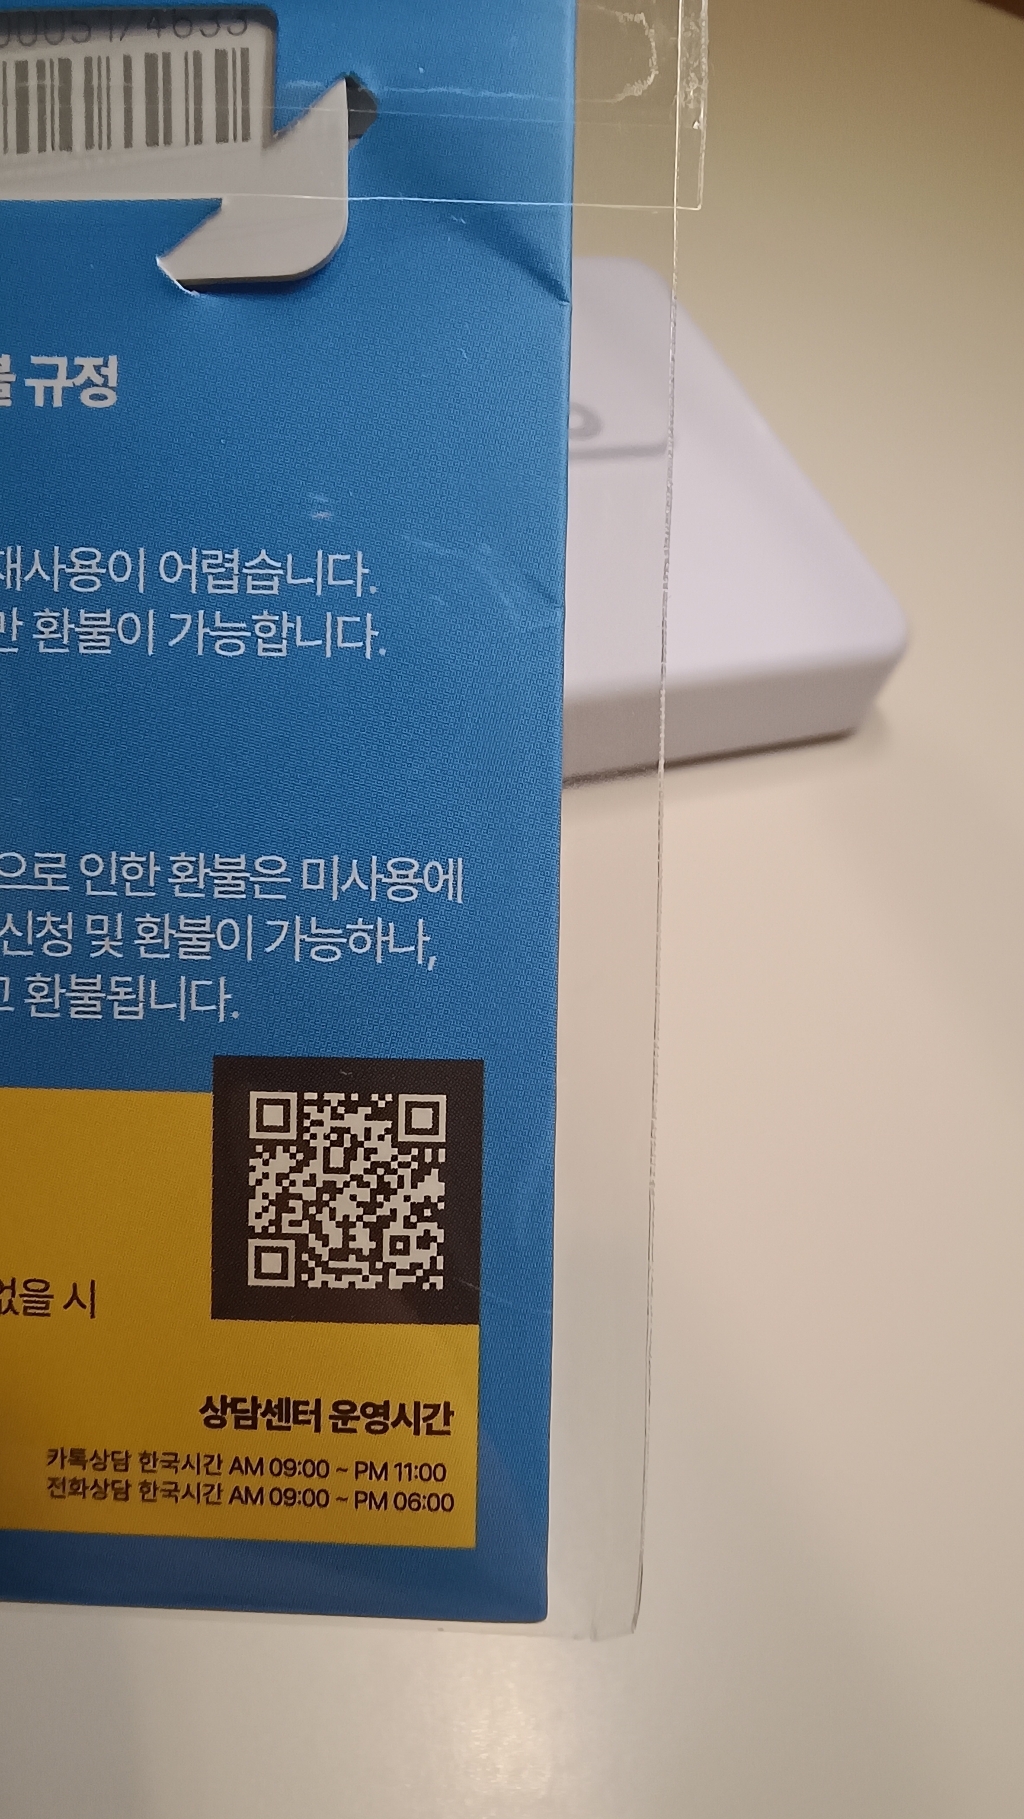 규정
재사용이 어렵습니다.
만 환불이 가능합니다.
으로 인한 환불은 미사용에
신청 및 환불이 가능하나,
고 환불됩니다.
없을 시
상담센터 운영시간
카톡상담 한국시간 AM 09:00 ~ PM 11:00
전화상담 한국시간 AM 09:00 ~ PM 06:00